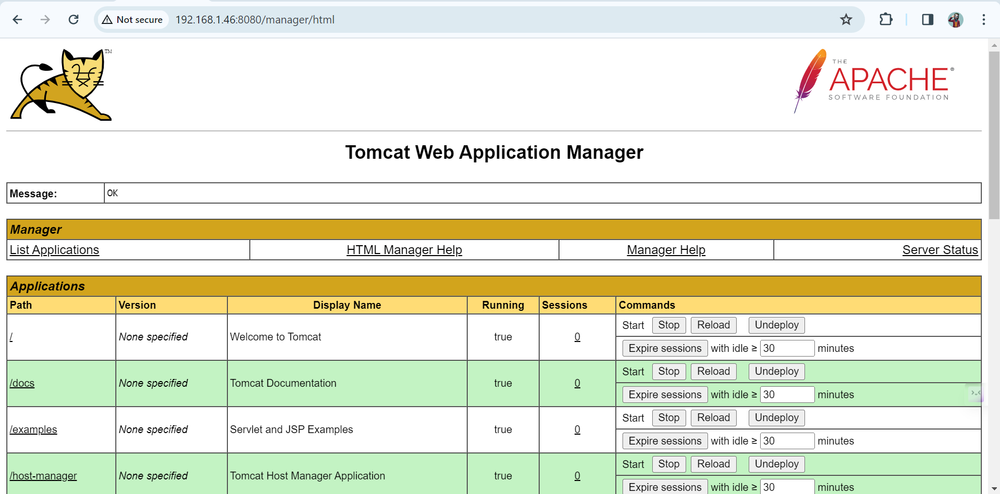 Not secure 192.168.1.46:8080/manager/html
TM
THE
APACHE®
SOFTWARE FOUNDATION
Tomcat Web Application Manager
Message: OK
Manager
List Applications HTML Manager Help Manager Help Server Status
Applications
Path Version Display Name Running Sessions Commands
/ None specified Welcome to Tomcat true 0 Start Stop Reload Undeploy
Expire sessions with idle ≥ 30 minutes
/docs None specified Tomcat Documentation true 0 Start Stop Reload Undeploy
Expire sessions with idle ≥ 30 minutes
/examples None specified Servlet and JSP Examples true 0 Start Stop Reload Undeploy
Expire sessions with idle ≥ 30 minutes
/host-manager None specified Tomcat Host Manager Application true 0 Start Stop Reload Undeploy
Expire sessions with idle ≥ 30 minutes